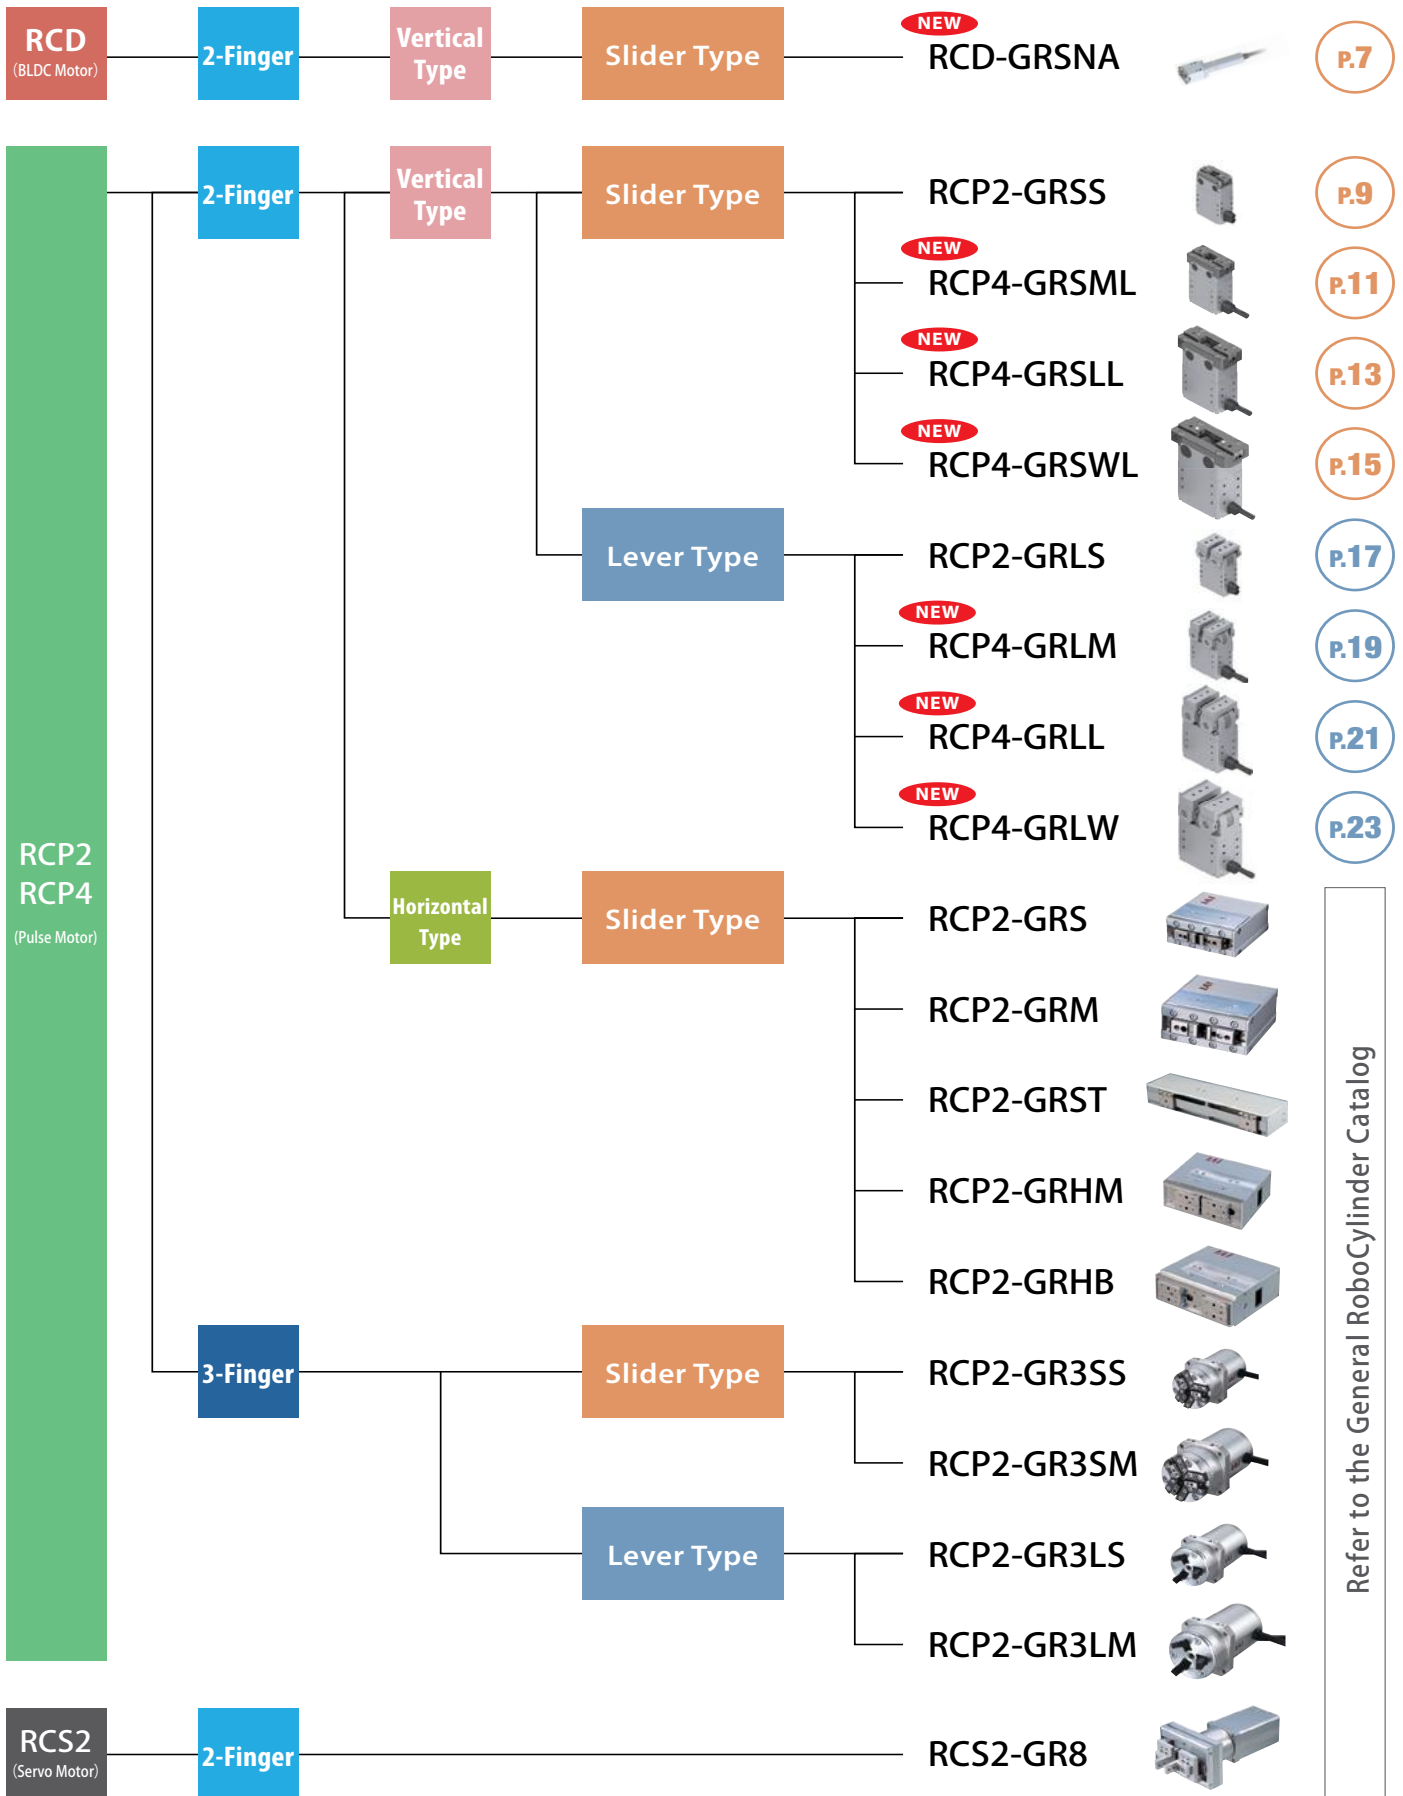 RCD
(BLDC Motor)
2-Finger
Vertical
Type
Slider Type
NEW
RCD-GRSNA
P.7
RCP2
RCP4
(Pulse Motor)
2-Finger
Vertical
Type
Slider Type
RCP2-GRSS
P.9
NEW
RCP4-GRSML
P.11
NEW
RCP4-GRSLL
P.13
NEW
RCP4-GRSWL
P.15
Lever Type
RCP2-GRLS
P.17
NEW
RCP4-GRLM
P.19
NEW
RCP4-GRLL
P.21
NEW
RCP4-GRLW
P.23
Horizontal
Type
Slider Type
RCP2-GRS
RCP2-GRM
RCP2-GRST
RCP2-GRHM
RCP2-GRHB
3-Finger
Slider Type
RCP2-GR3SS
RCP2-GR3SM
Lever Type
RCP2-GR3LS
RCP2-GR3LM
Refer to the General RoboCylinder Catalog
RCS2
(Servo Motor)
2-Finger
RCS2-GR8